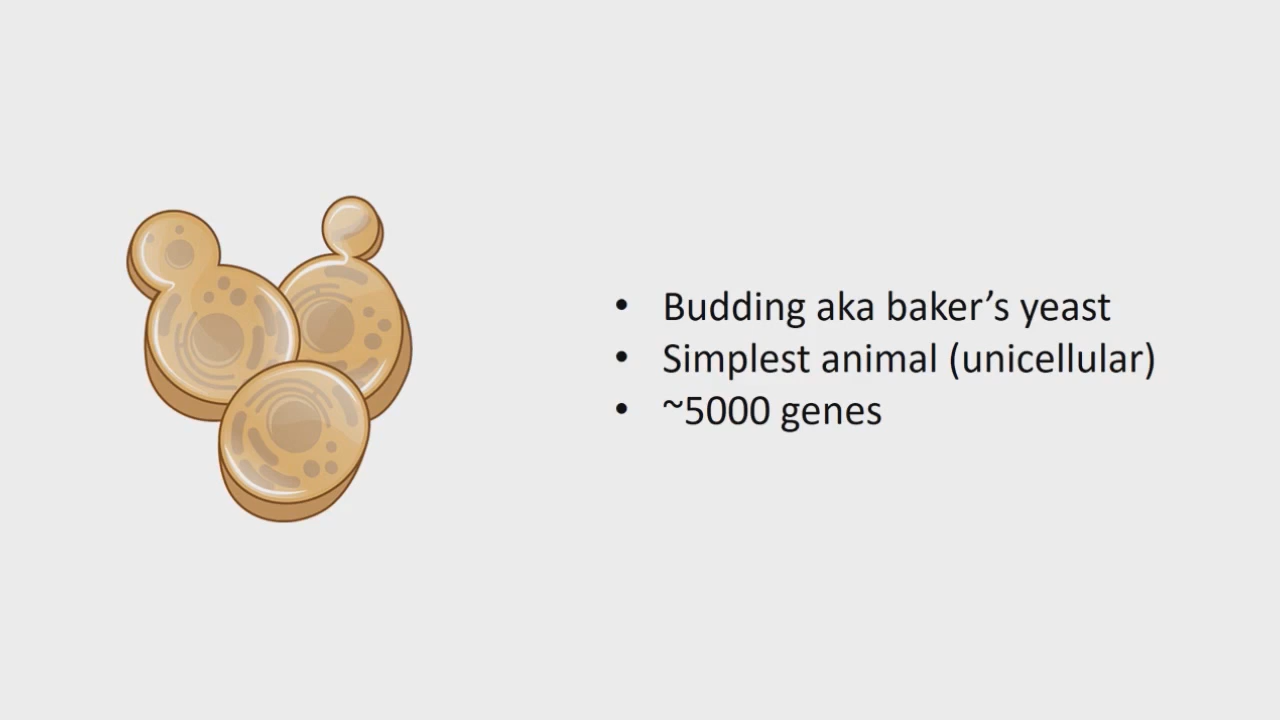 • Budding aka baker’s yeast
• Simplest animal (unicellular)
• ~5000 genes